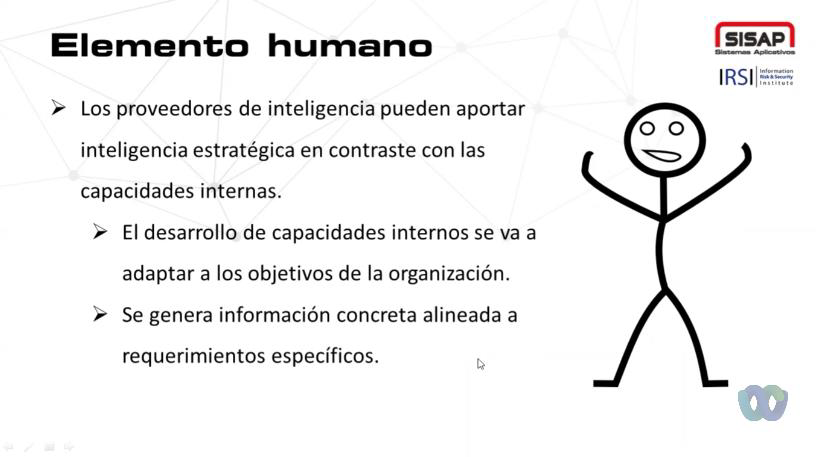 Elemento humano
SISAP
Sistemas Aplicativos
IRSI
Information
Risk & Security
Institute
➢ Los proveedores de inteligencia pueden aportar
inteligencia estratégica en contraste con las
capacidades internas.
➢ El desarrollo de capacidades internos se va a
adaptar a los objetivos de la organización.
➢ Se genera información concreta alineada a
requerimientos específicos.